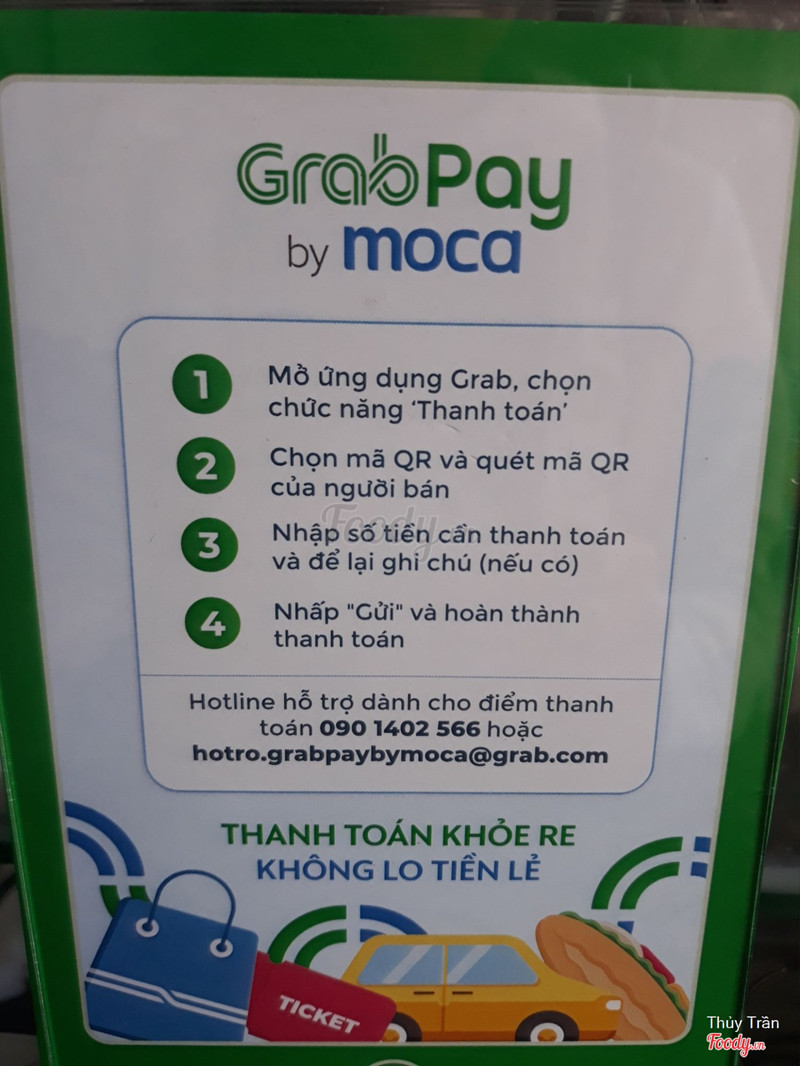 GrabPay
by moca
1
Mở ứng dụng Grab, chọn
chức năng ‘Thanh toán’
2
Chọn mã QR và quét mã QR
của người bán
3
Nhập số tiền cần thanh toán
và để lại ghi chú (nếu có)
Foody.vn
4
Nhấp "Gửi" và hoàn thành
thanh toán
Hotline hỗ trợ dành cho điểm thanh
toán 090 1402 566 hoặc
hotro.grabpaybymoca@grab.com
THANH TOÁN KHỎE RE
KHÔNG LO TIỀN LẺ
TICKET
Thủy Trần
Foody.vn